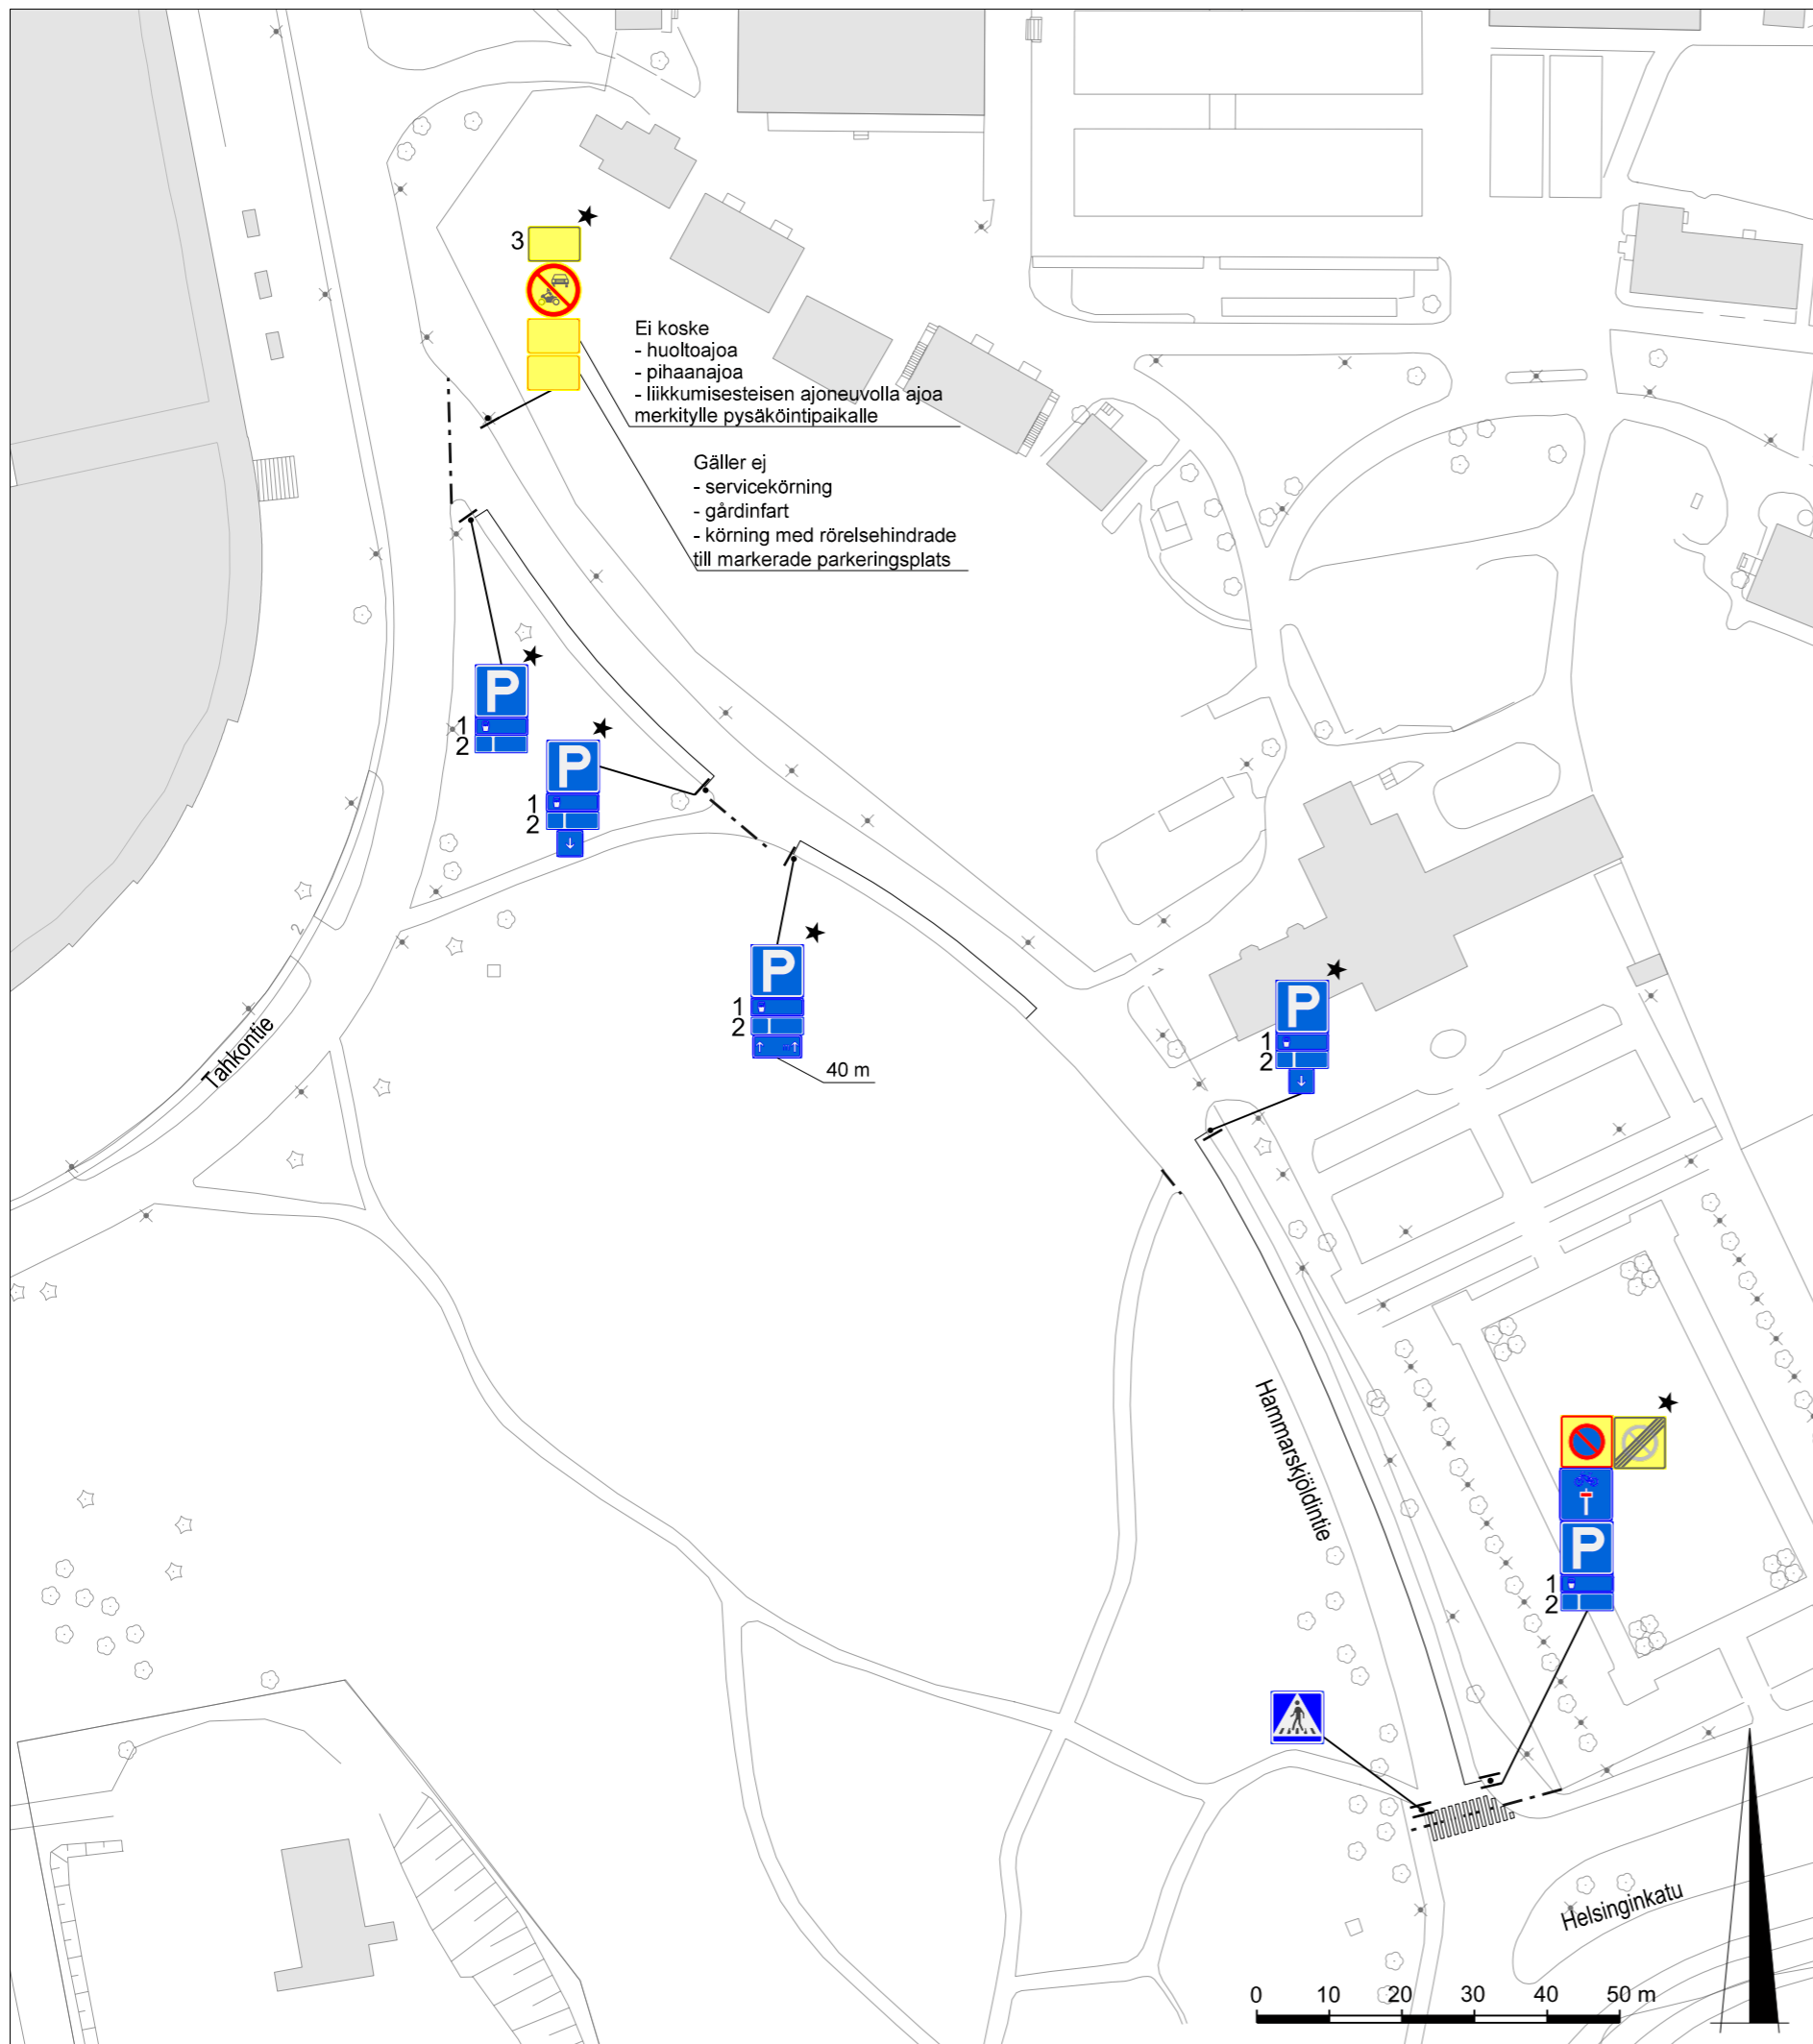 3
Ei koske
- huoltoajoa
- pihaanajoa
- liikkumisesteisen ajoneuvolla ajoa
merkitylle pysäköintipaikalle
Gäller ej
- servicekörning
- gårdinfart
- körning med rörelsehindrade
till markerade parkeringsplats
P
1
2
P
1
2
P
1
2
40 m
P
1
2
2
1
Tahkontie
Hammarskjöldintie
P
1
2
Helsinginkatu
0 10 20 30 40 50 m